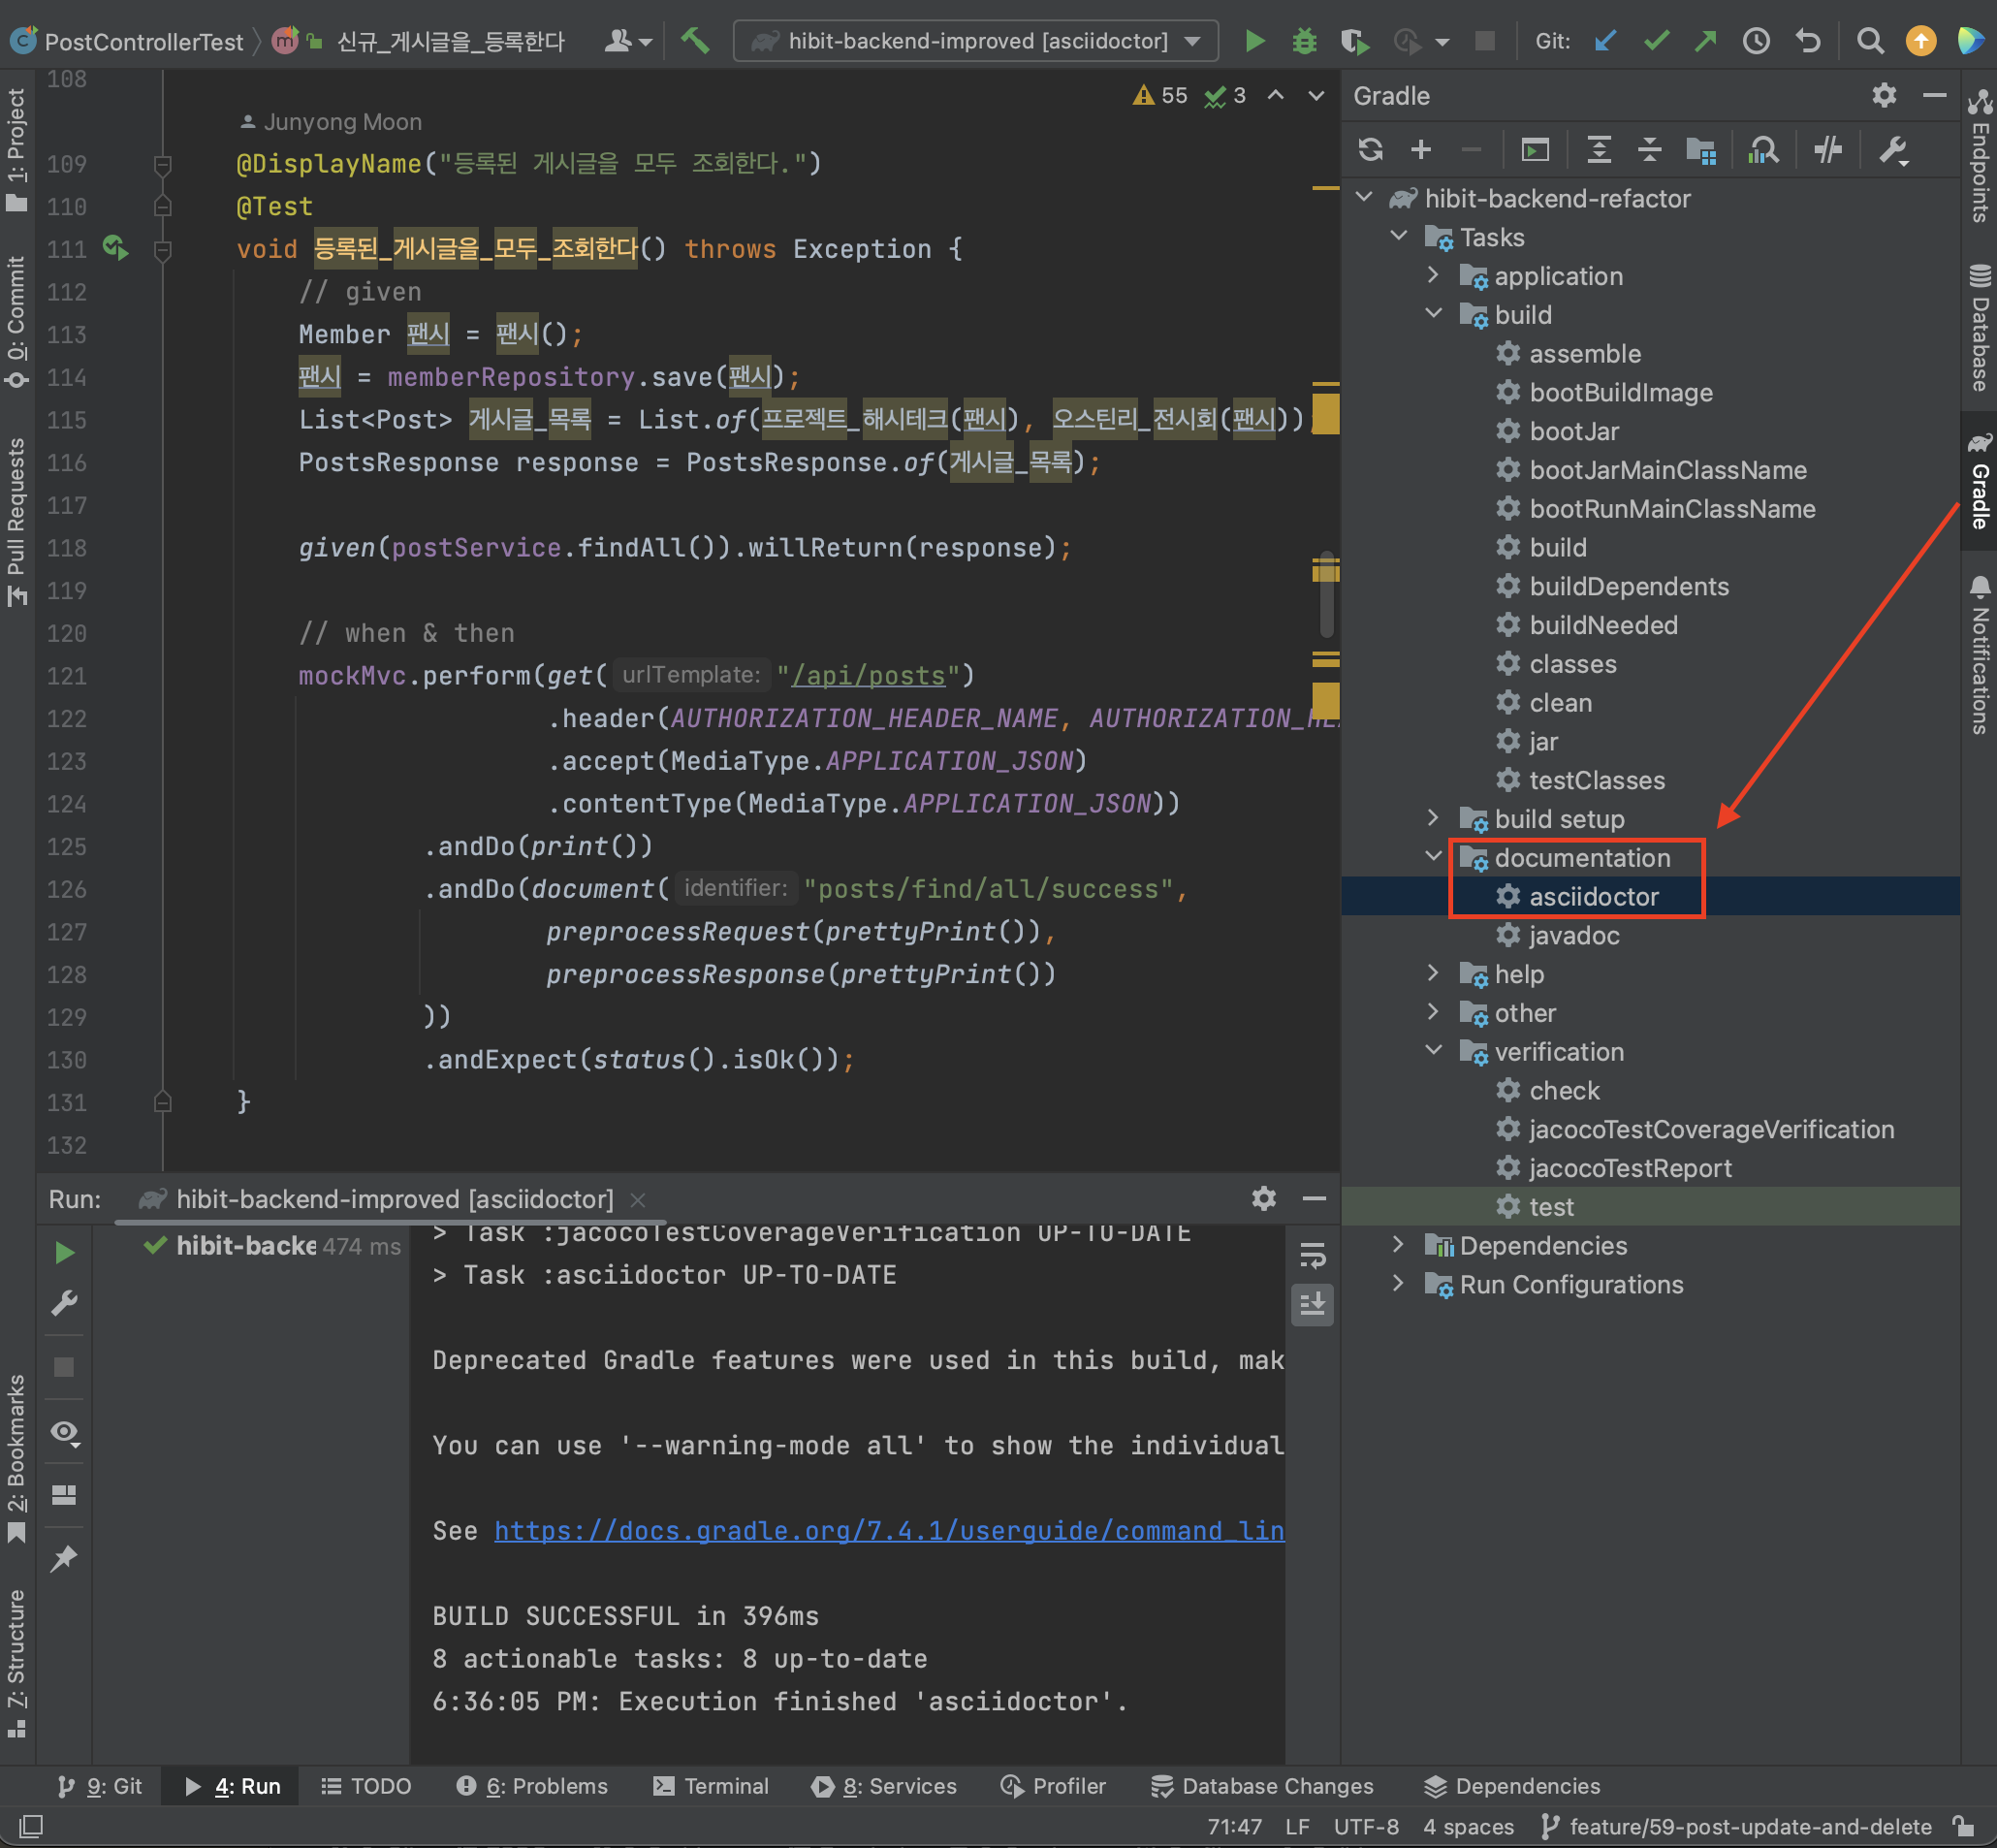 PostControllerTest
신규_게시글을_등록한다
hibit-backend-improved [asciidoctor]
Git:
1: Project
0: Commit
Pull Requests
2: Bookmarks
7: Structure
55 3
108
Junyong Moon
109 @DisplayName("등록된 게시글을 모두 조회한다.")
110 @Test
111 void 등록된_게시글을_모두_조회한다() throws Exception {
112 // given
113 Member 팬시 = 팬시();
114 팬시 = memberRepository.save(팬시);
115 List<Post> 게시글_목록 = List.of(프로젝트_해시테크(팬시), 오스틴리_전시회(팬시));
116 PostsResponse response = PostsResponse.of(게시글_목록);
117
118 given(postService.findAll()).willReturn(response);
119
120 // when & then
121 mockMvc.perform(get( urlTemplate: "/api/posts")
122 .header(AUTHORIZATION_HEADER_NAME, AUTHORIZATION_HEA
123 .accept(MediaType.APPLICATION_JSON)
124 .contentType(MediaType.APPLICATION_JSON))
125 .andDo(print())
126 .andDo(document( identifier: "posts/find/all/success",
127 preprocessRequest(prettyPrint()),
128 preprocessResponse(prettyPrint())
129 ))
130 .andExpect(status().isOk());
131 }
132
Gradle
hibit-backend-refactor
Tasks
application
build
assemble
bootBuildImage
bootJar
bootJarMainClassName
bootRunMainClassName
build
buildDependents
buildNeeded
classes
clean
jar
testClasses
build setup
documentation
asciidoctor
javadoc
help
other
verification
check
jacocoTestCoverageVerification
jacocoTestReport
test
Dependencies
Run Configurations
Endpoints
Database
Gradle
Notifications
Run: hibit-backend-improved [asciidoctor]
hibit-backe 474 ms
> Task :jacocoTestCoverageVerification UP-TO-DATE
> Task :asciidoctor UP-TO-DATE
Deprecated Gradle features were used in this build, mak
You can use '--warning-mode all' to show the individual
See https://docs.gradle.org/7.4.1/userguide/command_lin
BUILD SUCCESSFUL in 396ms
8 actionable tasks: 8 up-to-date
6:36:05 PM: Execution finished 'asciidoctor'.
9: Git 4: Run TODO 6: Problems Terminal 8: Services Profiler Database Changes Dependencies
71:47 LF UTF-8 4 spaces feature/59-post-update-and-delete